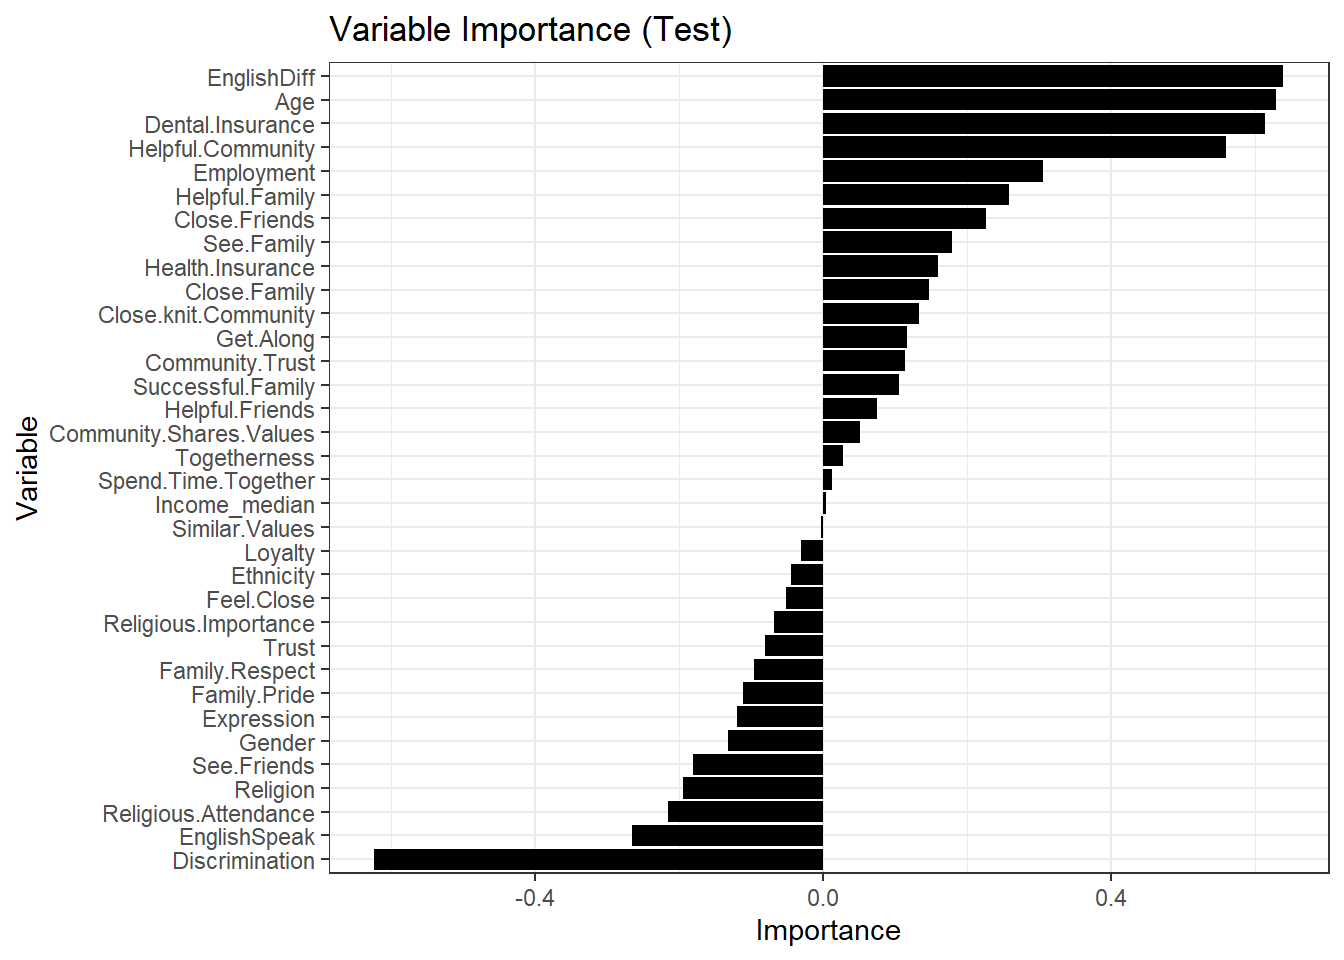 Variable Importance (Test)
EnglishDiff
Age
Dental.Insurance
Helpful.Community
Employment
Helpful.Family
Close.Friends
See.Family
Health.Insurance
Close.Family
Close.knit.Community
Get.Along
Community.Trust
Successful.Family
Helpful.Friends
Community.Shares.Values
Togetherness
Spend.Time.Together
Income_median
Similar.Values
Loyalty
Ethnicity
Feel.Close
Religious.Importance
Trust
Family.Respect
Family.Pride
Expression
Gender
See.Friends
Religion
Religious.Attendance
EnglishSpeak
Discrimination
Variable
-0.4 0.0 0.4
Importance